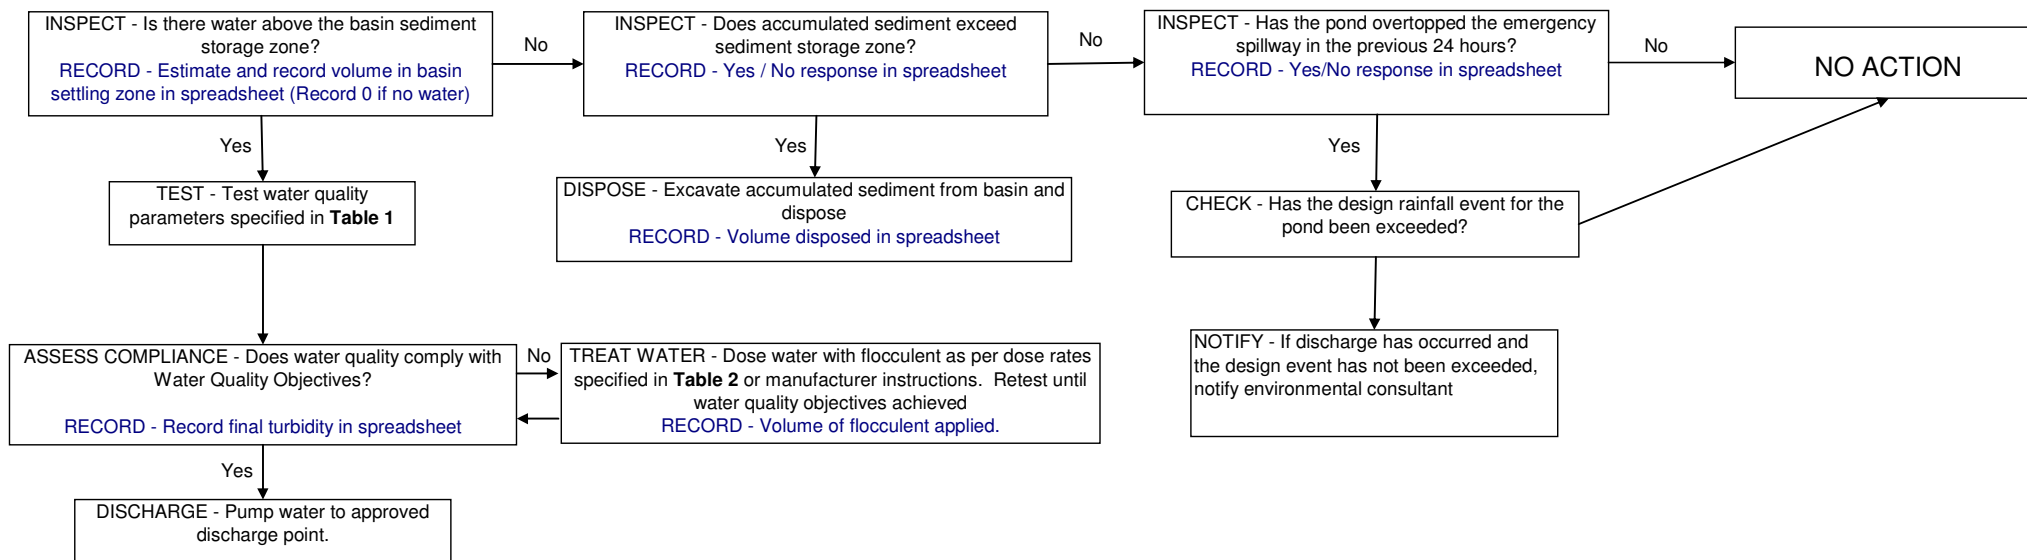 INSPECT - Is there water above the basin sediment
storage zone?
RECORD - Estimate and record volume in basin
settling zone in spreadsheet (Record 0 if no water)
No
INSPECT - Does accumulated sediment exceed
sediment storage zone?
RECORD - Yes / No response in spreadsheet
No
INSPECT - Has the pond overtopped the emergency
spillway in the previous 24 hours?
RECORD - Yes/No response in spreadsheet
No
NO ACTION
Yes
Yes
Yes
TEST - Test water quality
parameters specified in Table 1
DISPOSE - Excavate accumulated sediment from basin and
dispose
RECORD - Volume disposed in spreadsheet
CHECK - Has the design rainfall event for the
pond been exceeded?
ASSESS COMPLIANCE - Does water quality comply with
Water Quality Objectives?
RECORD - Record final turbidity in spreadsheet
No
TREAT WATER - Dose water with flocculent as per dose rates
specified in Table 2 or manufacturer instructions.  Retest until
water quality objectives achieved
RECORD - Volume of flocculent applied.
NOTIFY - If discharge has occurred and
the design event has not been exceeded,
notify environmental consultant
Yes
DISCHARGE - Pump water to approved
discharge point.